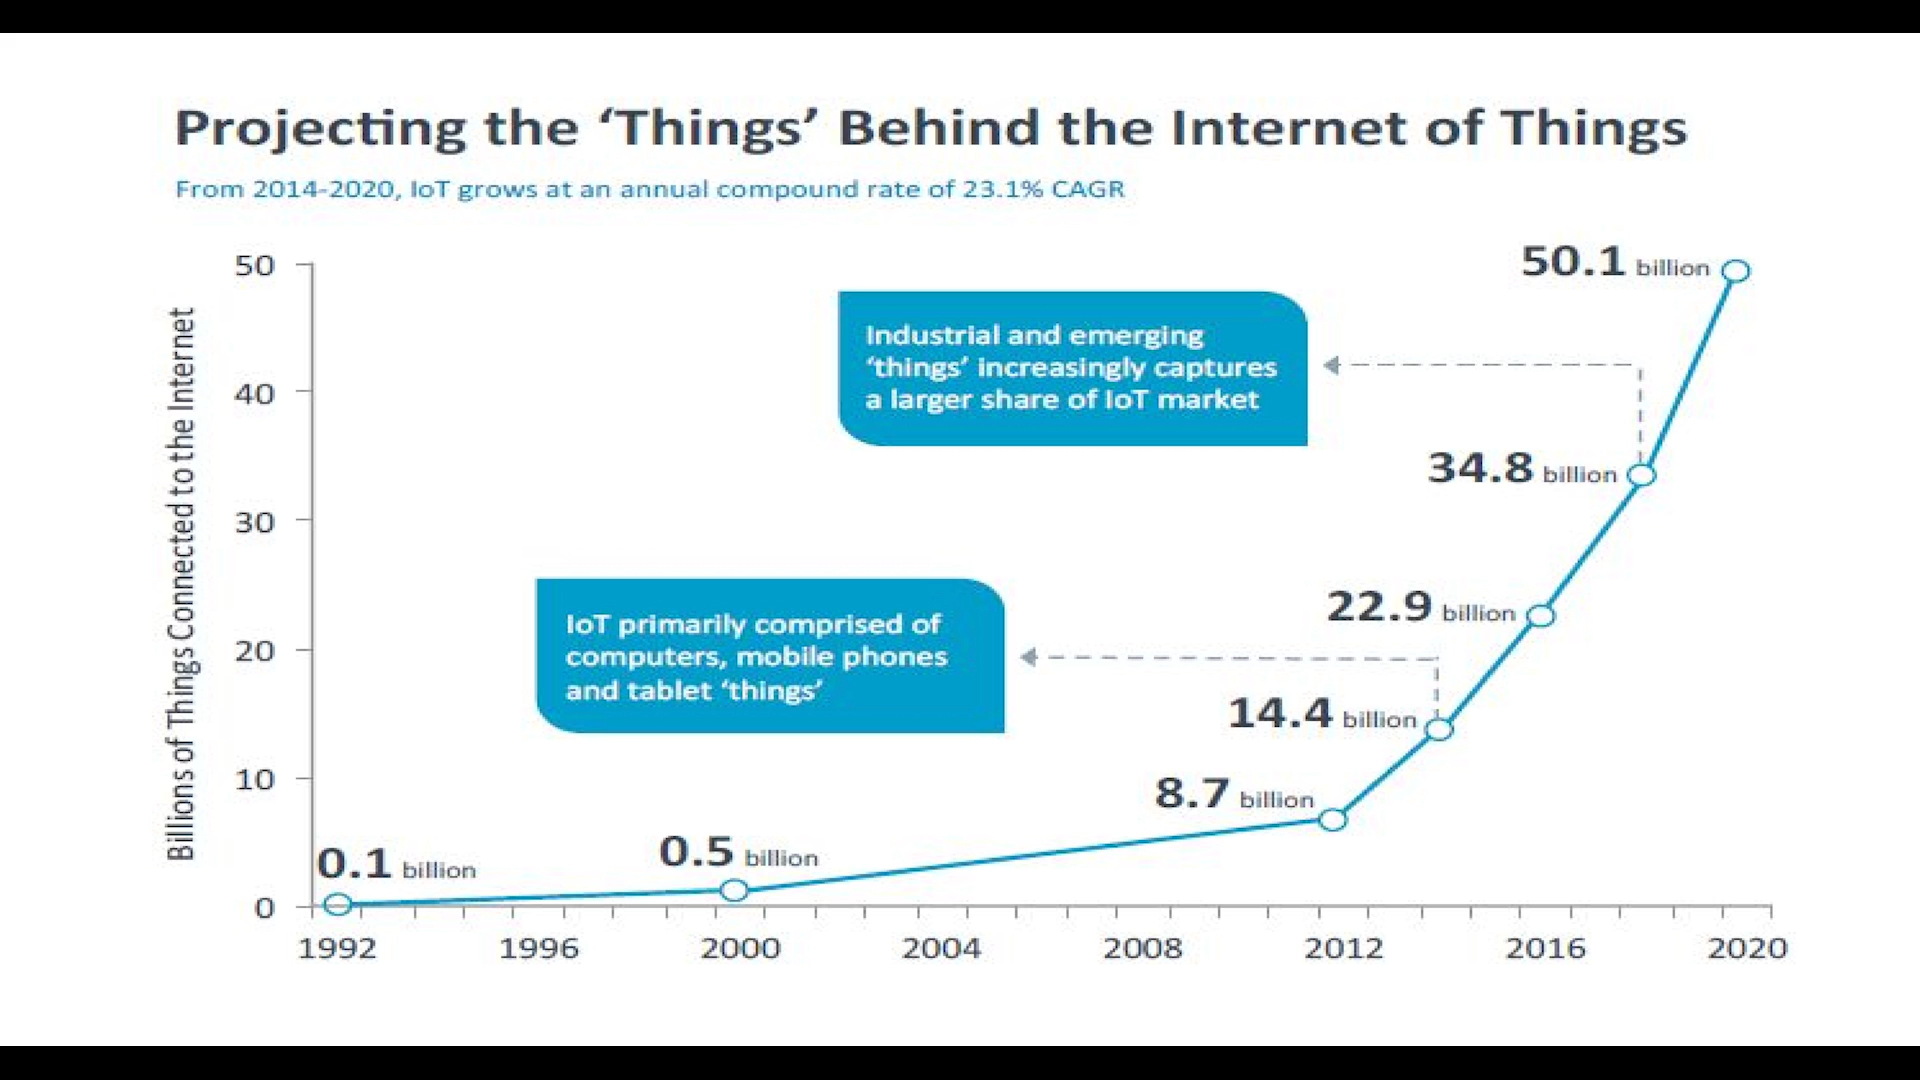 Projecting the ‘Things’ Behind the Internet of Things
From 2014-2020, IoT grows at an annual compound rate of 23.1% CAGR
Billions of Things Connected to the Internet
50
40
30
20
10
0
50.1 billion
Industrial and emerging
‘things’ increasingly captures
a larger share of IoT market
34.8 billion
22.9 billion
IoT primarily comprised of
computers, mobile phones
and tablet ‘things’
14.4 billion
8.7 billion
0.5 billion
0.1 billion
1992 1996 2000 2004 2008 2012 2016 2020